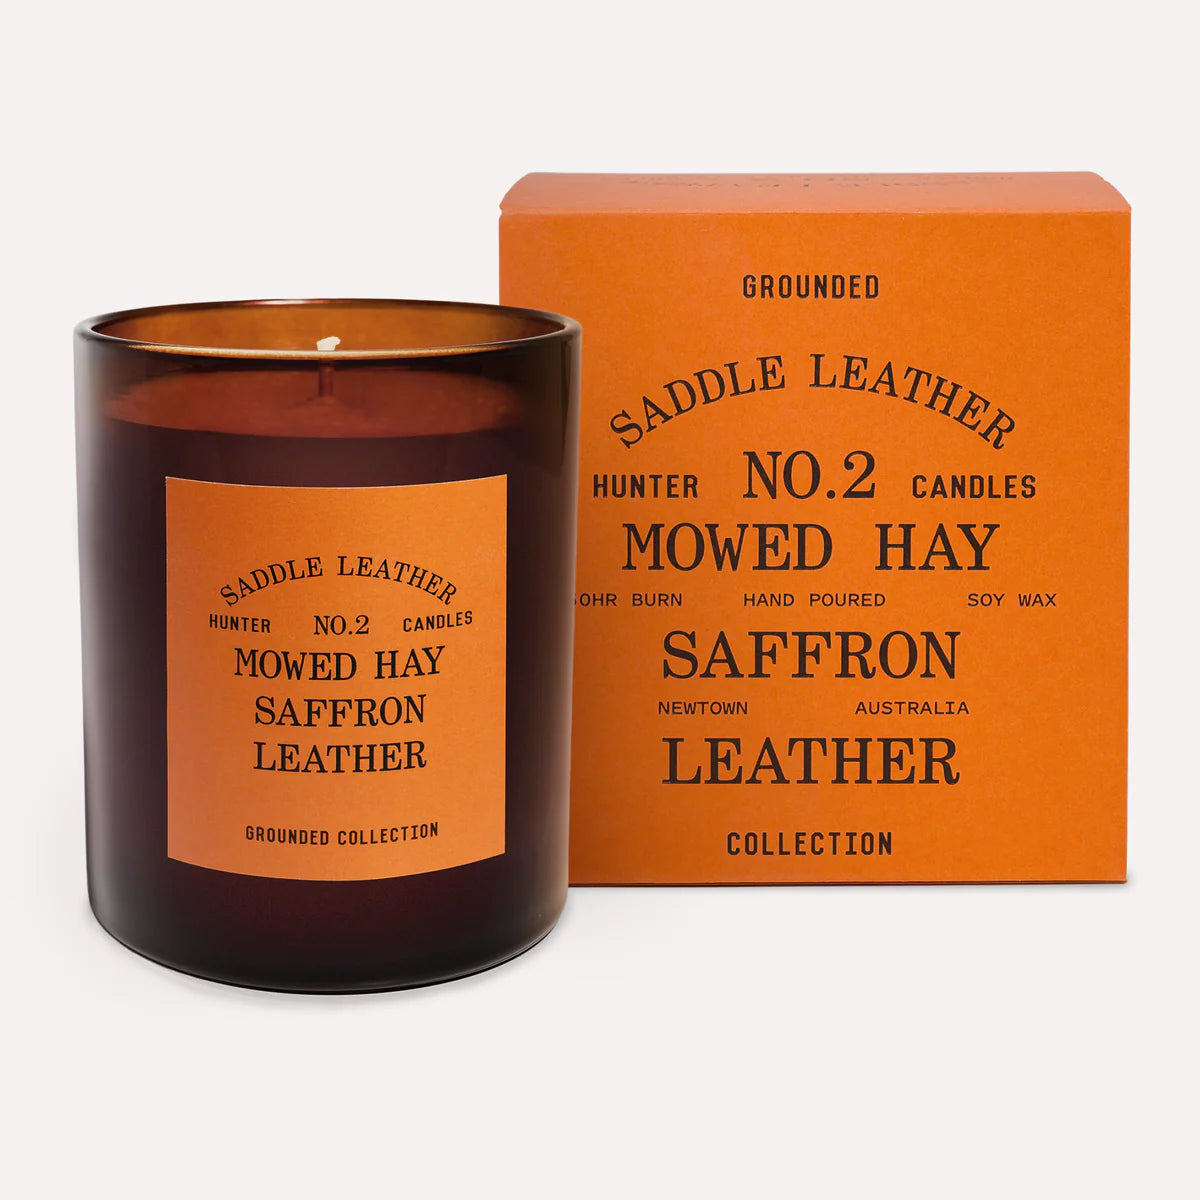 SADDLE LEATHER
HUNTER NO.2 CANDLES
MOWED HAY
SAFFRON
LEATHER
GROUNDED COLLECTION
GROUNDED
SADDLE LEATHER
HUNTER NO.2 CANDLES
MOWED HAY
BURN HAND POURED SOY WAX
SAFFRON
NEWTOWN AUSTRALIA
LEATHER
COLLECTION